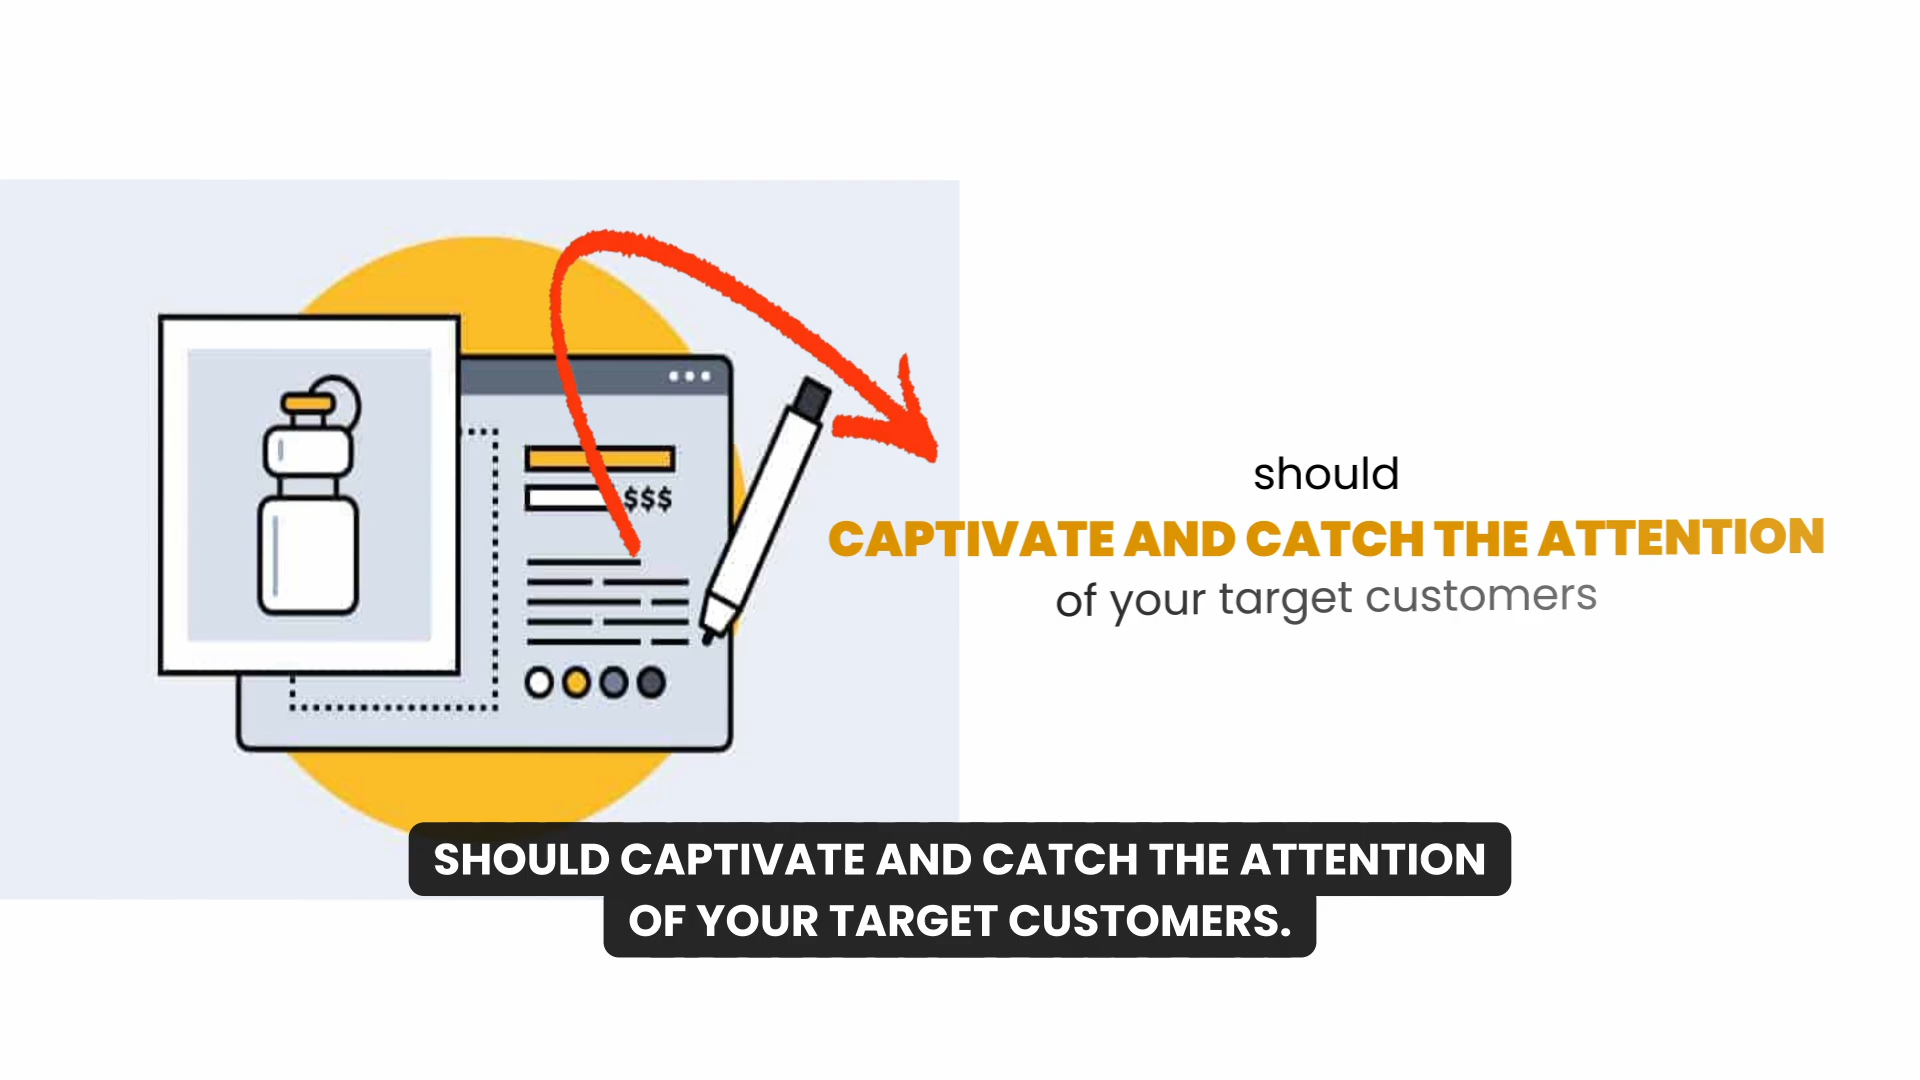 $$$
should
CAPTIVATE AND CATCH THE ATTENTION
of your target customers
SHOULD CAPTIVATE AND CATCH THE ATTENTION
OF YOUR TARGET CUSTOMERS.